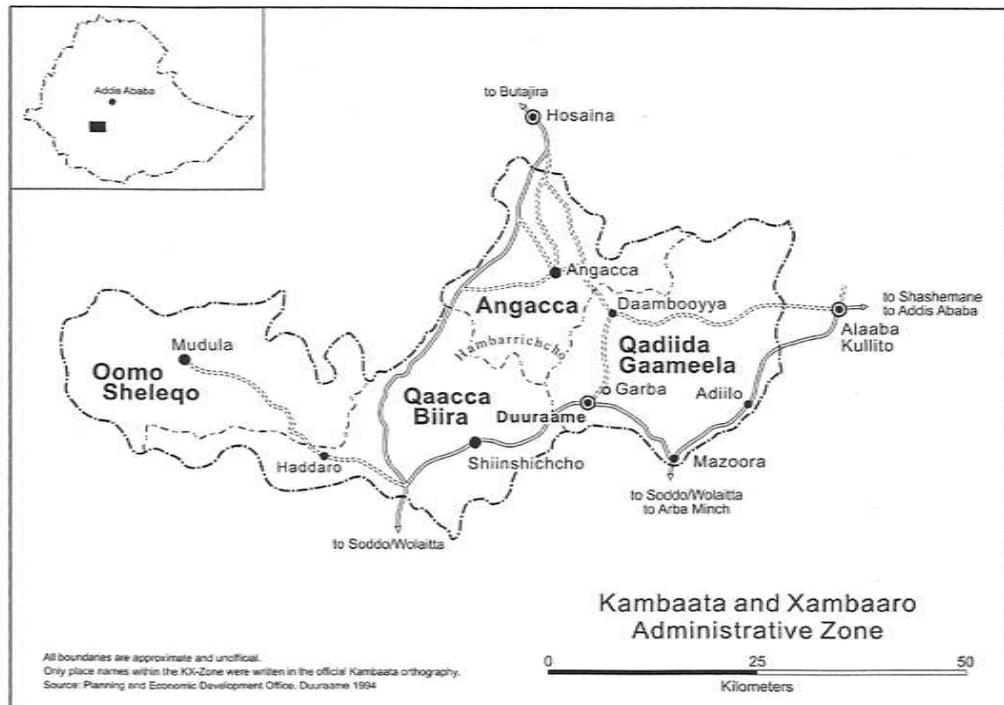 Addis Ababa
to Butajira
Hosaina
Angacca
Angacca
Daambooyya
to Shashemane
to Addis Ababa
Alaaba
Kullito
Hambarrichcho
Mudula
Oomo
Sheleqo
Qadiida
Gaameela
Qaacca
Biira
Garba
Adiilo
Duuraame
Haddaro
Shiinshichcho
Mazoora
to Soddo/Wolaitta
to Arba Minch
to Soddo/Wolaitta
Kambaata and Xambaaro
Administrative Zone
All boundaries are approximate and unofficial.
Only place names within the KX-Zone were written in the official Kambaata orthography.
Source: Planning and Economic Development Office, Duuraame 1994
0 25 50
Kilometers